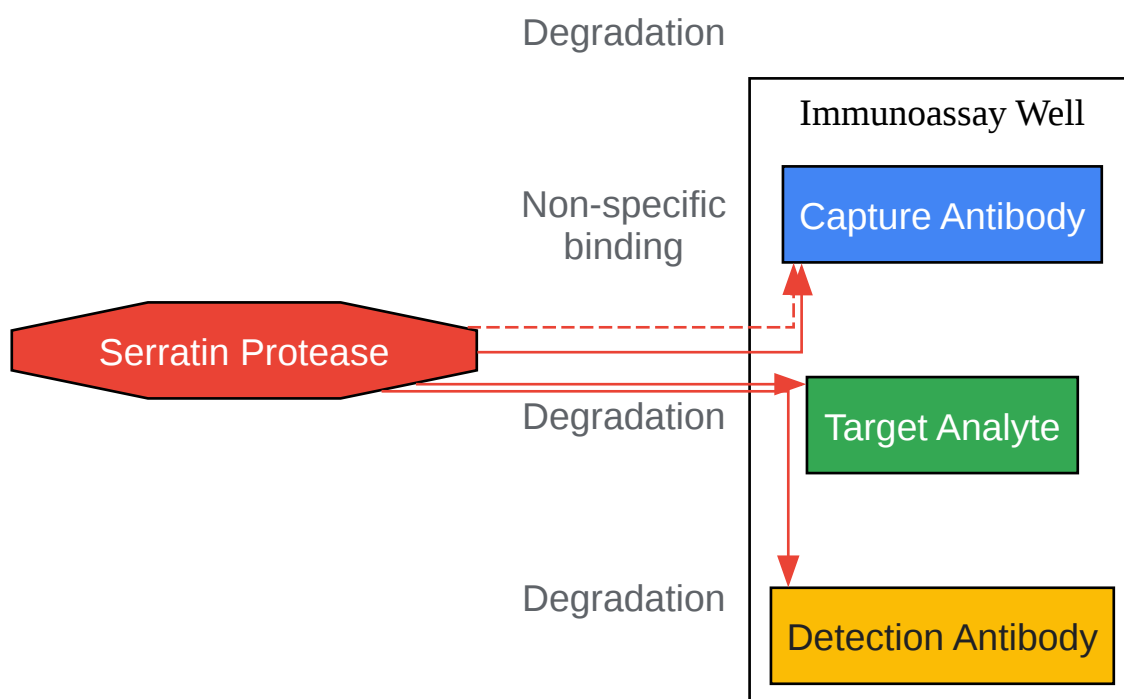 Degradation
Immunoassay Well
Non-specific
binding
Capture Antibody
Serratin Protease
Degradation
Target Analyte
Degradation
Detection Antibody